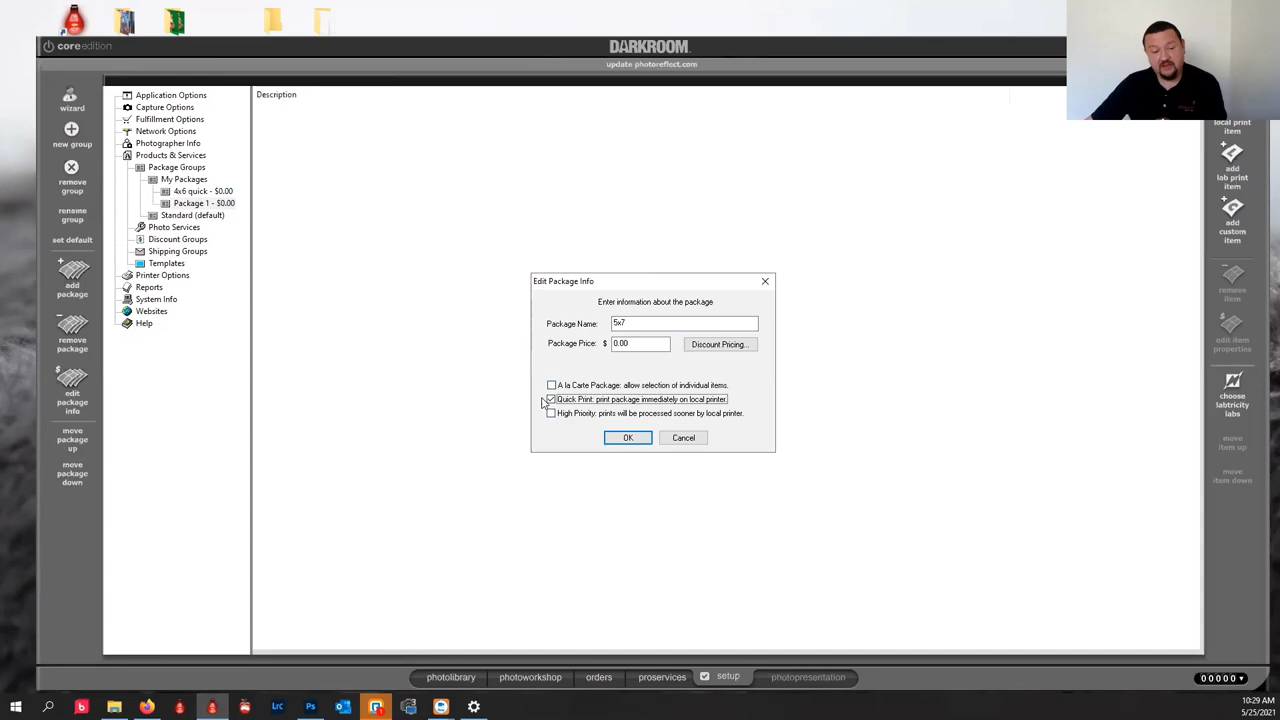 core edition
DARKROOM
update photoreflect.com
wizard
new group
remove group
rename group
set default
add package
remove package
edit package info
move package up
move package down
Application Options
Capture Options
Fulfillment Options
Network Options
Photographer Info
Products & Services
Package Groups
My Packages
4x6 quick - $0.00
Package 1 - $0.00
Standard (default)
Photo Services
Discount Groups
Shipping Groups
Templates
Printer Options
Reports
System Info
Websites
Help
Description
Edit Package Info
Enter information about the package
Package Name: 5x7
Package Price: $ 0.00 Discount Pricing...
A la Carte Package: allow selection of individual items.
Quick Print: print package immediately on local printer.
High Priority: prints will be processed sooner by local printer.
OK Cancel
local print item
add lab print item
add custom item
remove item
edit item properties
choose labtricity labs
move item up
move item down
photolibrary photoworkshop orders proservices setup photopresentation
00000
Lrc Ps
10:29 AM
5/25/2021